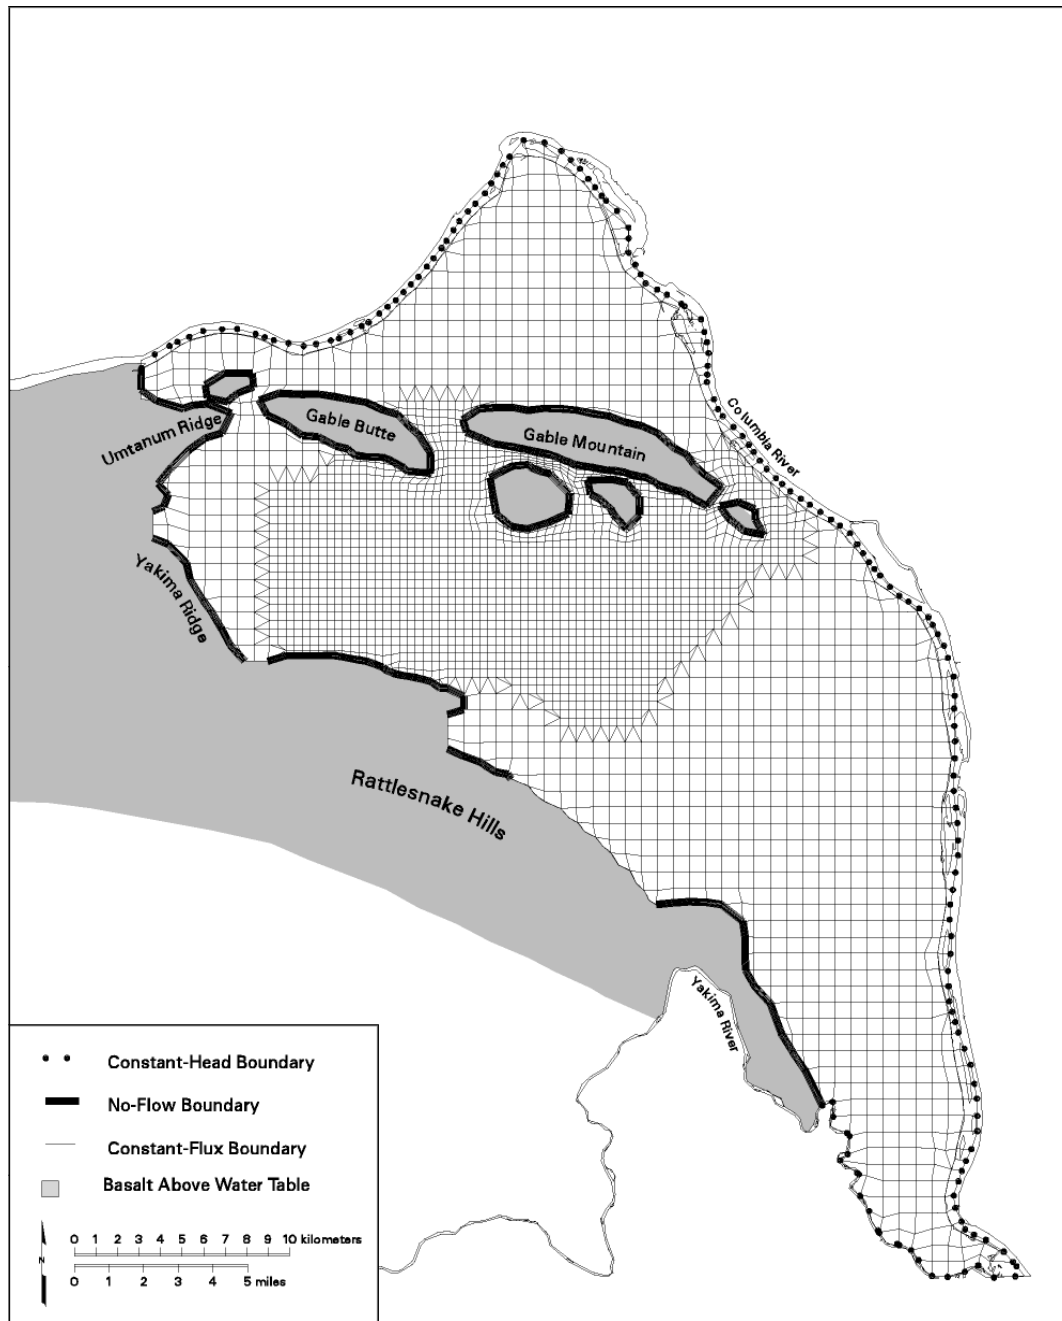 Columbia River
Umtanum Ridge
Gable Butte
Gable Mountain
Yakima Ridge
Rattlesnake Hills
Yakima River
Constant-Head Boundary
No-Flow Boundary
Constant-Flux Boundary
Basalt Above Water Table
N
0 1 2 3 4 5 6 7 8 9 10 kilometers
0 1 2 3 4 5 miles